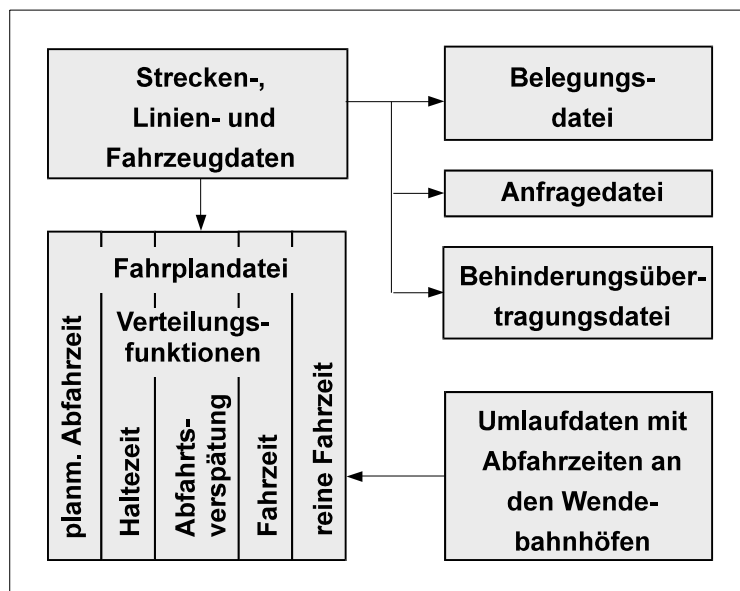 Strecken-,
Linien- und
Fahrzeugdaten
Belegungs-
datei
Anfragedatei
Behinderungsüber-
tragungsdatei
Fahrplandatei
Verteilungs-
funktionen
planm. Abfahrzeit
Haltezeit
Abfahrts-
verspätung
Fahrzeit
reine Fahrzeit
Umlaufdaten mit
Abfahrzeiten an
den Wende-
bahnhöfen